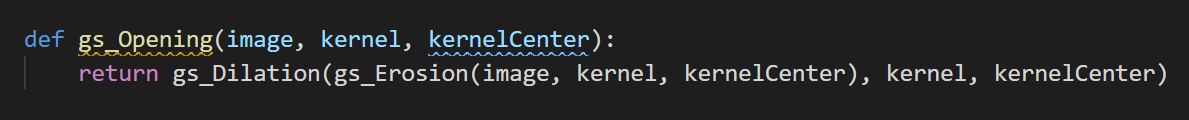 def gs_Opening(image, kernel, kernelCenter):
    return gs_Dilation(gs_Erosion(image, kernel, kernelCenter), kernel, kernelCenter)